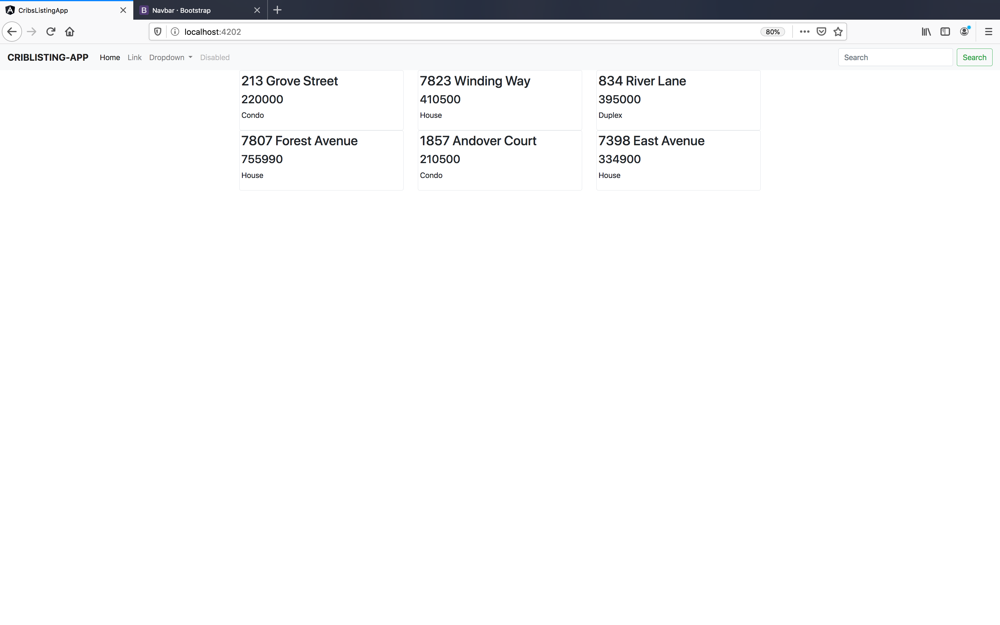 CribsListingApp
B Navbar · Bootstrap
localhost:4202
80%
CRIBLISTING-APP Home Link Dropdown Disabled Search Search
213 Grove Street
220000
Condo
7823 Winding Way
410500
House
834 River Lane
395000
Duplex
7807 Forest Avenue
755990
House
1857 Andover Court
210500
Condo
7398 East Avenue
334900
House